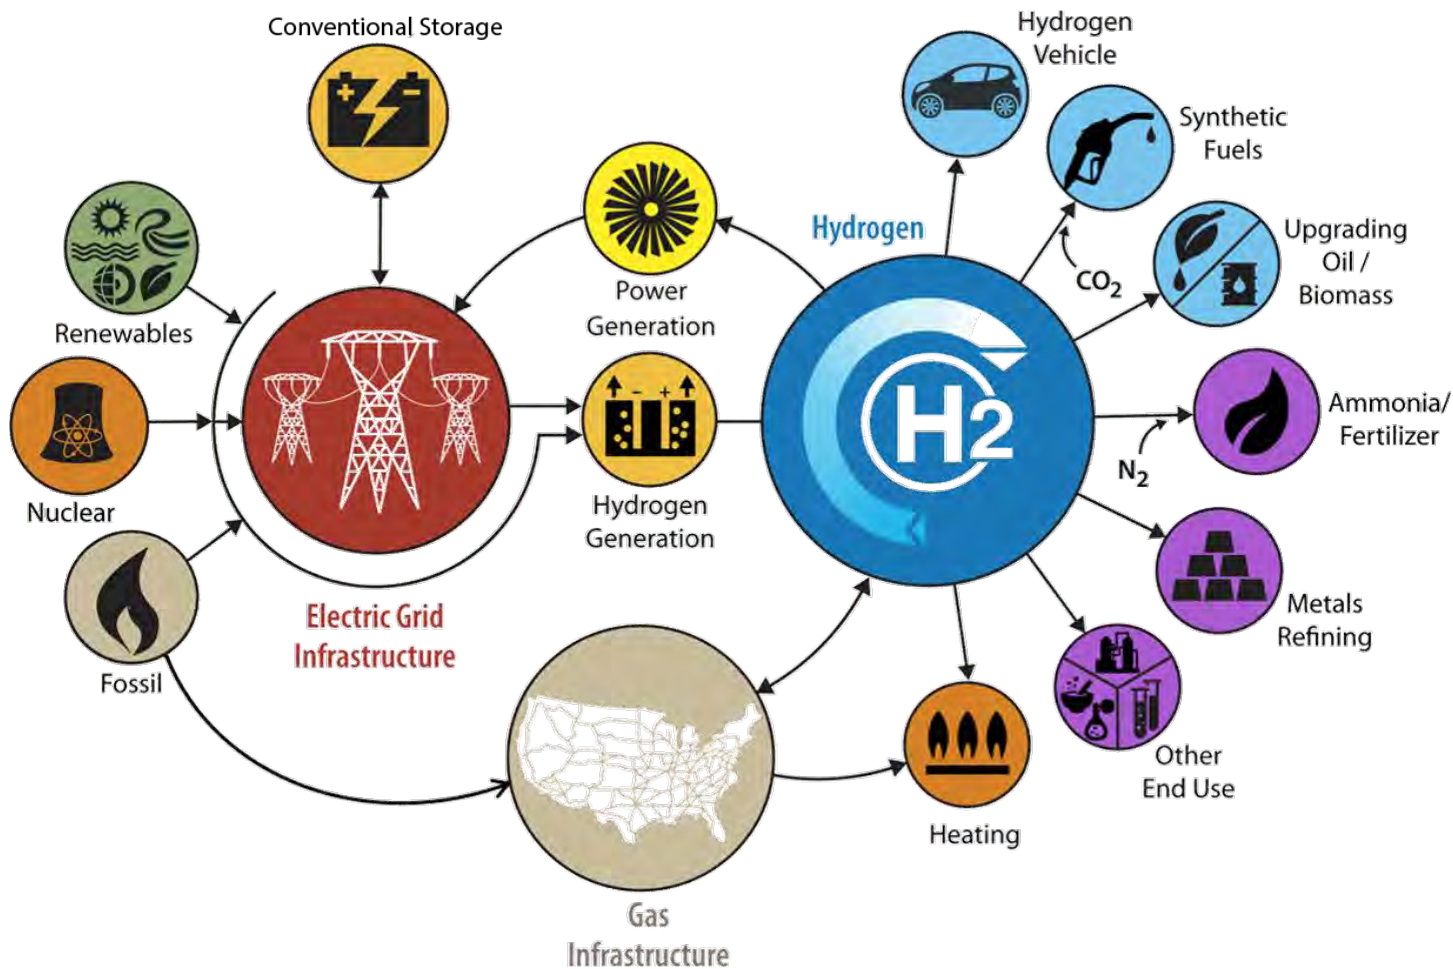 Conventional Storage
Hydrogen
Vehicle
Synthetic
Fuels
Hydrogen
Upgrading
Oil /
Biomass
CO2
Renewables
Power
Generation
H2
Ammonia/
Fertilizer
N2
Nuclear
Hydrogen
Generation
Electric Grid
Infrastructure
Metals
Refining
Fossil
Other
End Use
Heating
Gas
Infrastructure